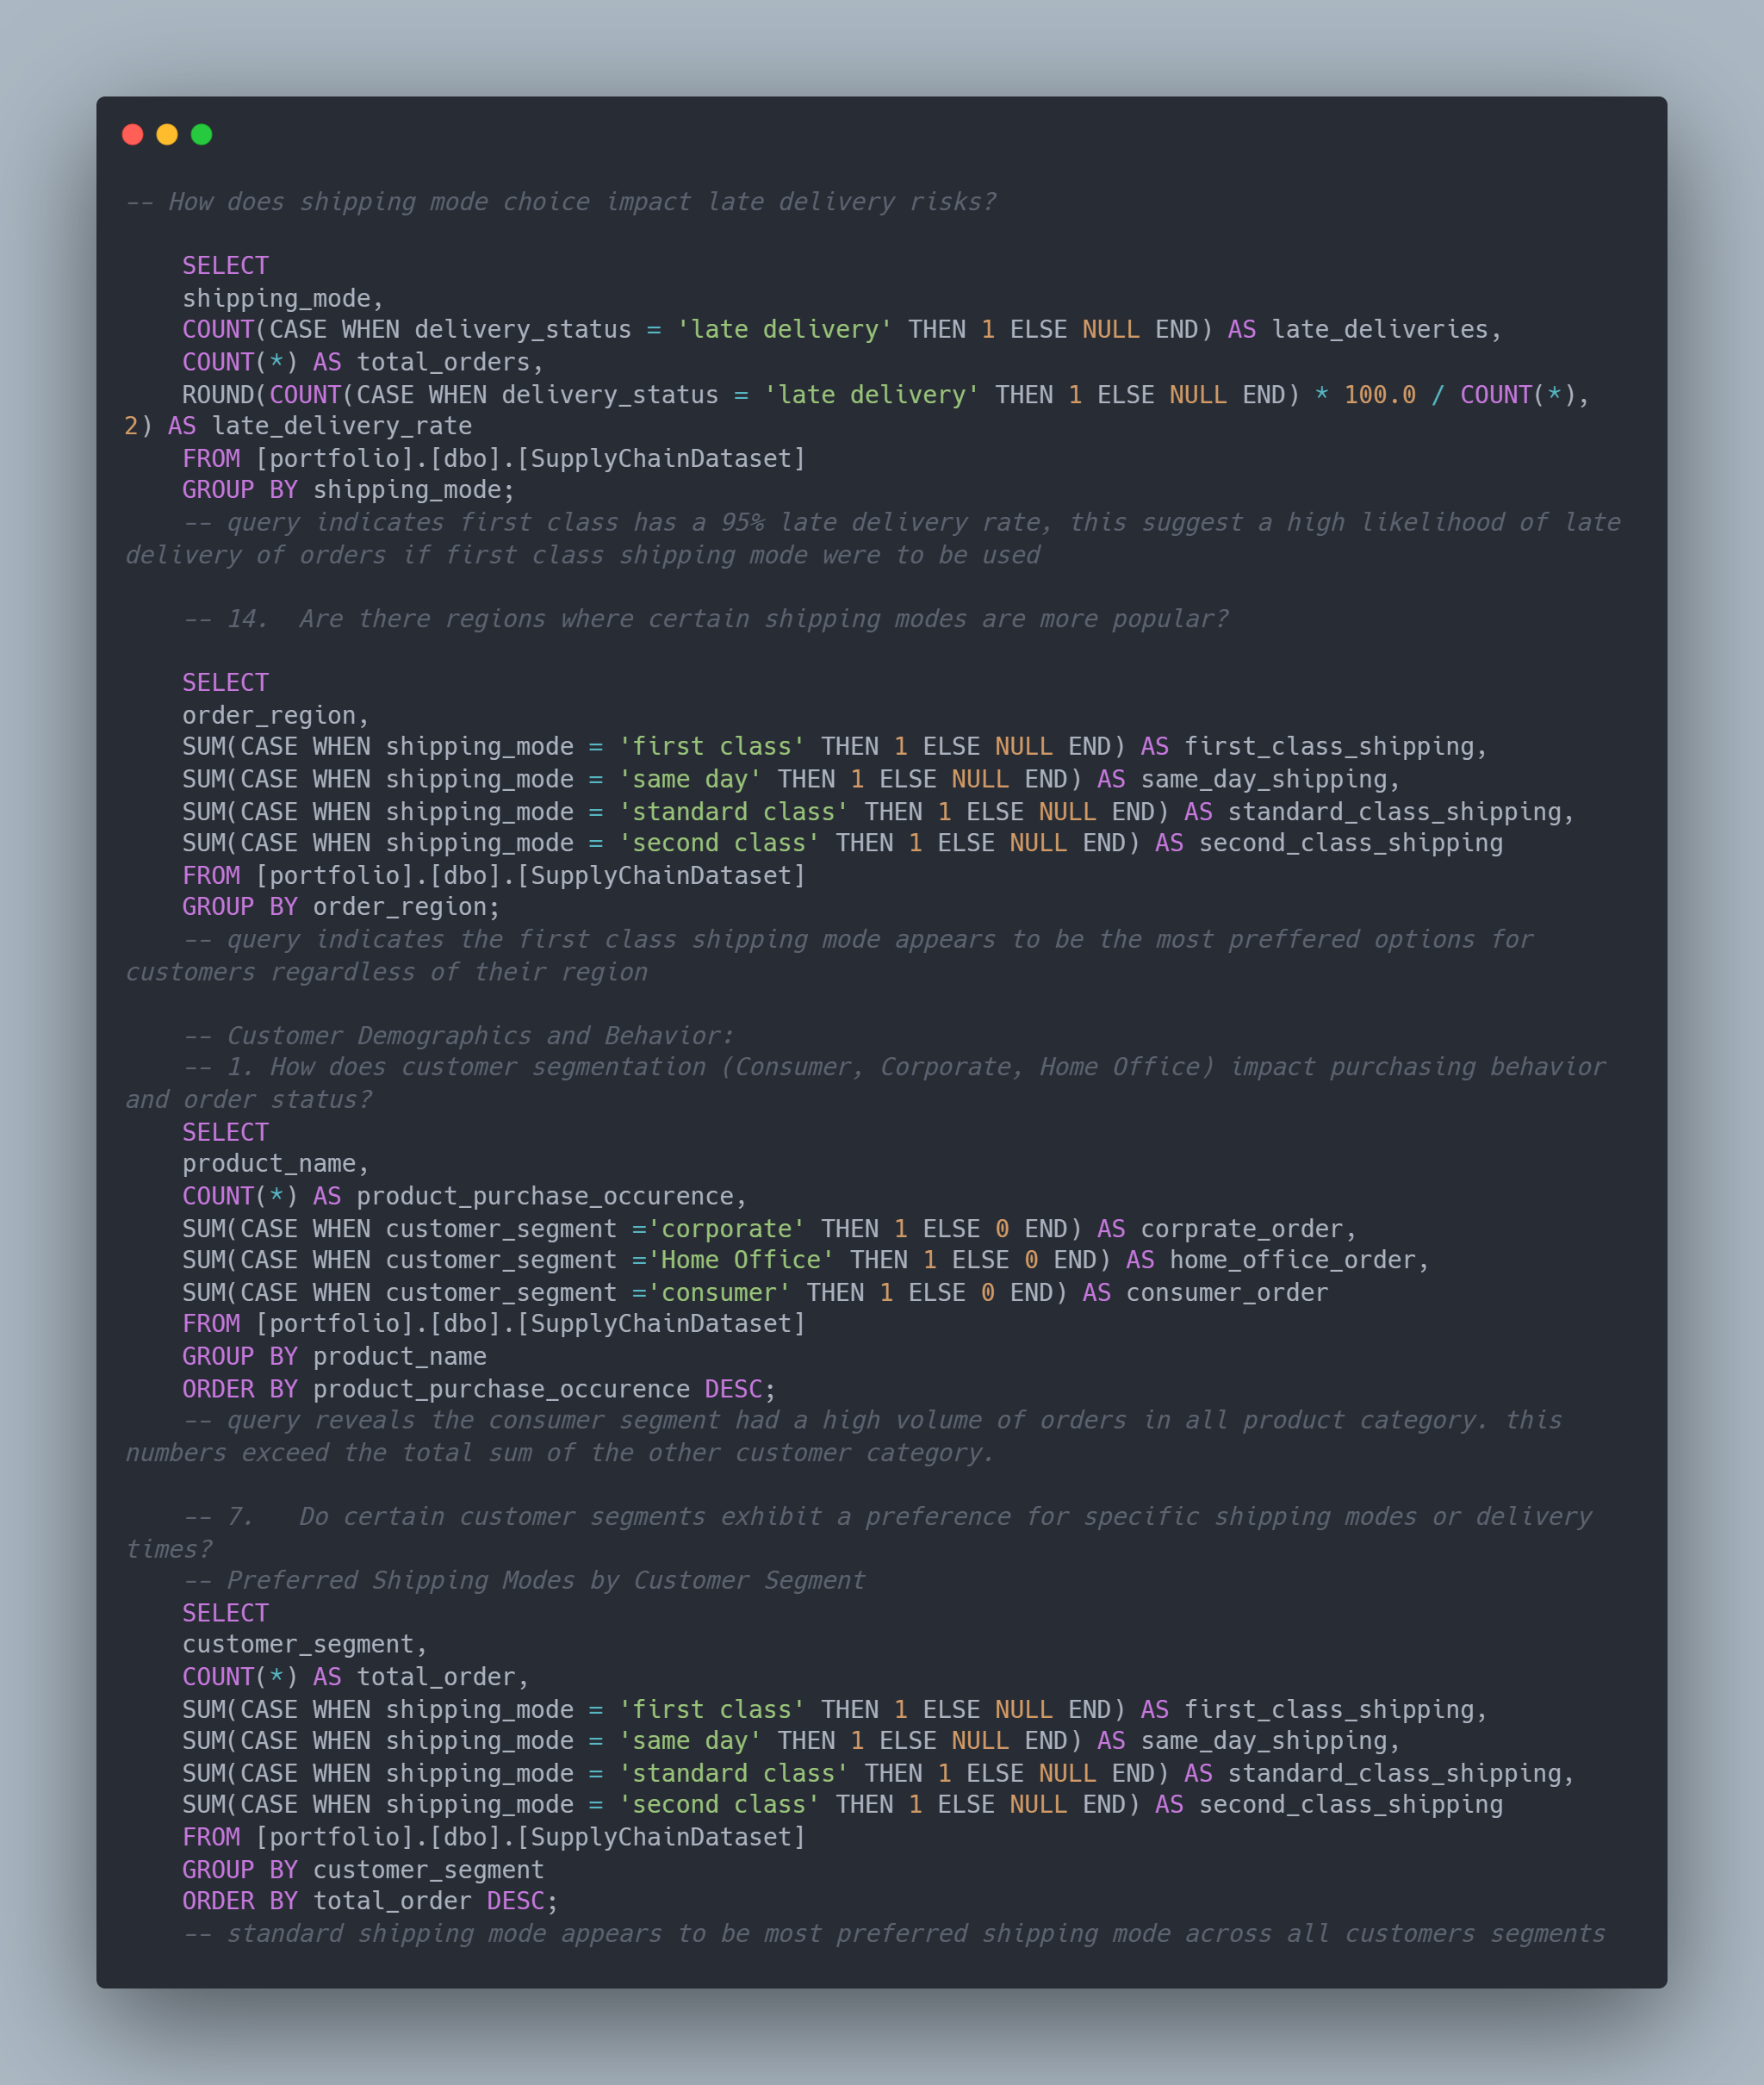 -- How does shipping mode choice impact late delivery risks?
SELECT
shipping_mode,
COUNT(CASE WHEN delivery_status = 'late delivery' THEN 1 ELSE NULL END) AS late_deliveries,
COUNT(*) AS total_orders,
ROUND(COUNT(CASE WHEN delivery_status = 'late delivery' THEN 1 ELSE NULL END) * 100.0 / COUNT(*),
2) AS late_delivery_rate
FROM [portfolio].[dbo].[SupplyChainDataset]
GROUP BY shipping_mode;
-- query indicates first class has a 95% late delivery rate, this suggest a high likelihood of late
delivery of orders if first class shipping mode were to be used
-- 14.  Are there regions where certain shipping modes are more popular?
SELECT
order_region,
SUM(CASE WHEN shipping_mode = 'first class' THEN 1 ELSE NULL END) AS first_class_shipping,
SUM(CASE WHEN shipping_mode = 'same day' THEN 1 ELSE NULL END) AS same_day_shipping,
SUM(CASE WHEN shipping_mode = 'standard class' THEN 1 ELSE NULL END) AS standard_class_shipping,
SUM(CASE WHEN shipping_mode = 'second class' THEN 1 ELSE NULL END) AS second_class_shipping
FROM [portfolio].[dbo].[SupplyChainDataset]
GROUP BY order_region;
-- query indicates the first class shipping mode appears to be the most preffered options for
customers regardless of their region
-- Customer Demographics and Behavior:
-- 1. How does customer segmentation (Consumer, Corporate, Home Office) impact purchasing behavior
and order status?
SELECT
product_name,
COUNT(*) AS product_purchase_occurence,
SUM(CASE WHEN customer_segment ='corporate' THEN 1 ELSE 0 END) AS corprate_order,
SUM(CASE WHEN customer_segment ='Home Office' THEN 1 ELSE 0 END) AS home_office_order,
SUM(CASE WHEN customer_segment ='consumer' THEN 1 ELSE 0 END) AS consumer_order
FROM [portfolio].[dbo].[SupplyChainDataset]
GROUP BY product_name
ORDER BY product_purchase_occurence DESC;
-- query reveals the consumer segment had a high volume of orders in all product category. this
numbers exceed the total sum of the other customer category.
-- 7.   Do certain customer segments exhibit a preference for specific shipping modes or delivery
times?
-- Preferred Shipping Modes by Customer Segment
SELECT
customer_segment,
COUNT(*) AS total_order,
SUM(CASE WHEN shipping_mode = 'first class' THEN 1 ELSE NULL END) AS first_class_shipping,
SUM(CASE WHEN shipping_mode = 'same day' THEN 1 ELSE NULL END) AS same_day_shipping,
SUM(CASE WHEN shipping_mode = 'standard class' THEN 1 ELSE NULL END) AS standard_class_shipping,
SUM(CASE WHEN shipping_mode = 'second class' THEN 1 ELSE NULL END) AS second_class_shipping
FROM [portfolio].[dbo].[SupplyChainDataset]
GROUP BY customer_segment
ORDER BY total_order DESC;
-- standard shipping mode appears to be most preferred shipping mode across all customers segments